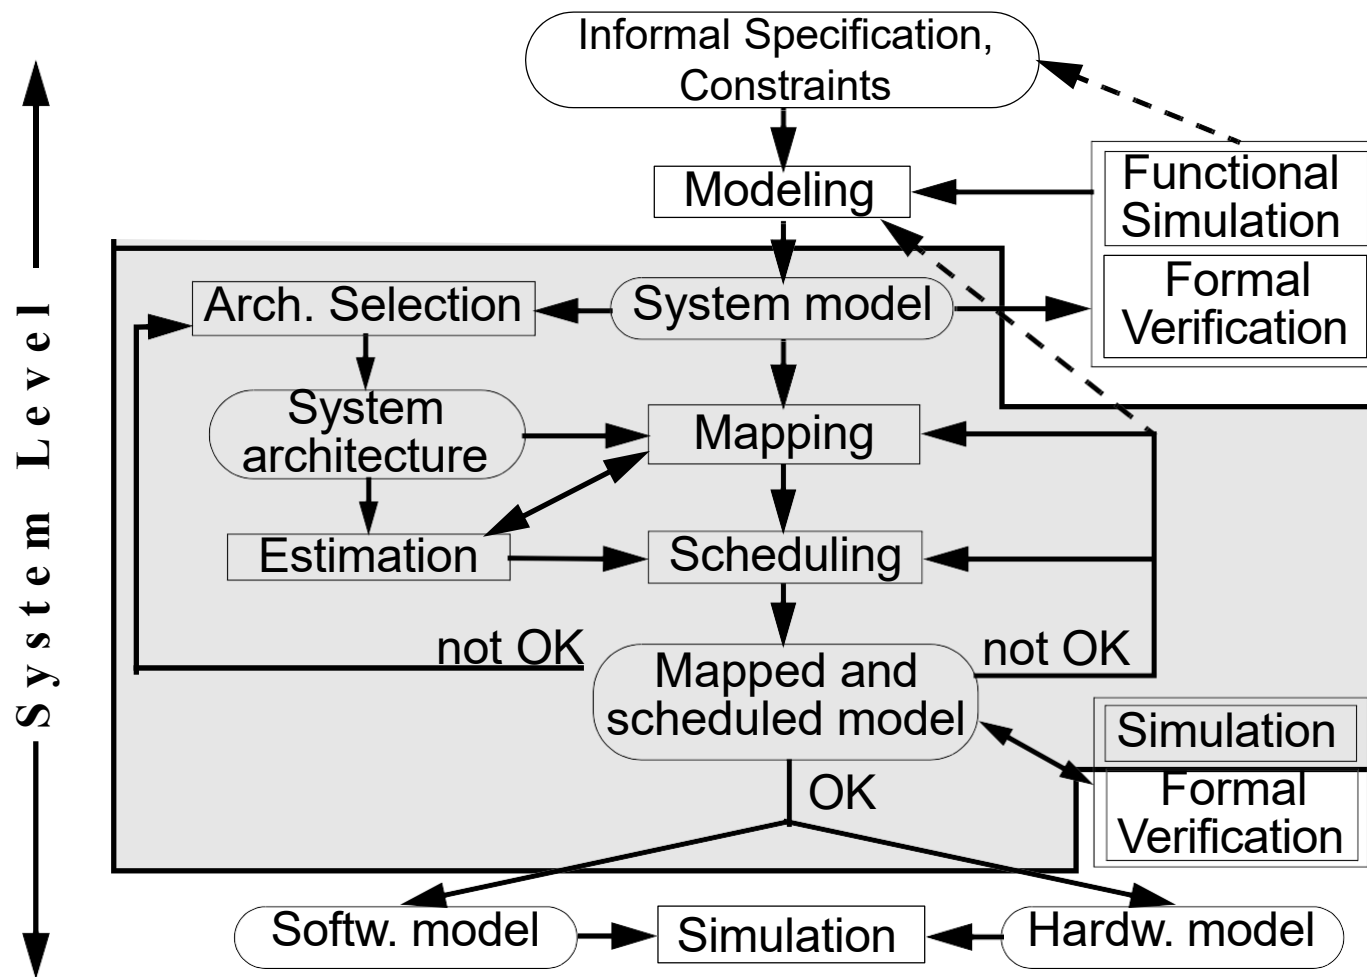 Informal Specification,
Constraints
Modeling
Functional
Simulation
Formal
Verification
System model
Arch. Selection
System
architecture
Mapping
Estimation
Scheduling
not OK
not OK
Mapped and
scheduled model
Simulation
Formal
Verification
OK
Softw. model
Simulation
Hardw. model
System Level